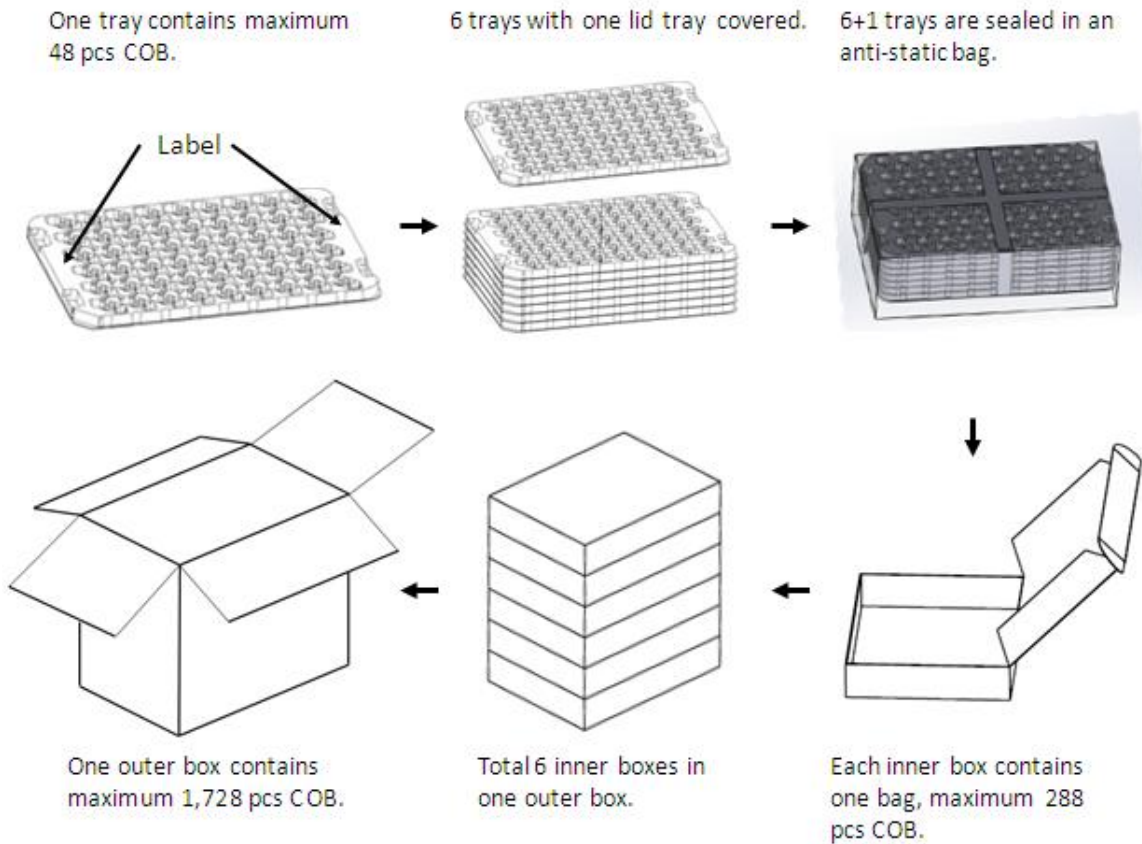 One tray contains maximum
48 pcs COB.
6 trays with one lid tray covered.
6+1 trays are sealed in an
anti-static bag.
Label
One outer box contains
maximum 1,728 pcs COB.
Total 6 inner boxes in
one outer box.
Each inner box contains
one bag, maximum 288
pcs COB.